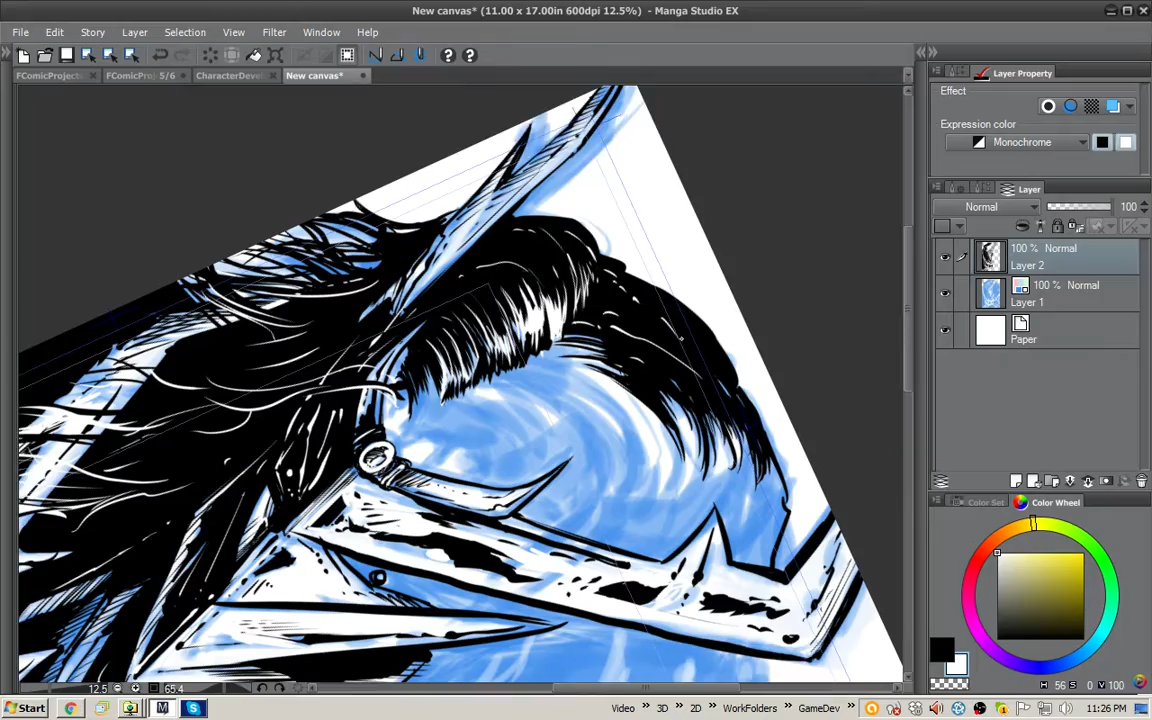 New canvas* (11.00 x 17.00in 600dpi 12.5%) - Manga Studio EX
File Edit Story Layer Selection View Filter Window Help
FComicProjects FComicPro 5/6 CharacterDevel New canvas*
Layer Property
Effect
Expression color
Monochrome
Layer
Normal 100
100 % Normal
Layer 2
100 % Normal
Layer 1
Paper
Color Set Color Wheel
H 56 S 0 V 100
12.5 65.4
Start Video » 3D » 2D » WorkFolders » GameDev » 11:26 PM